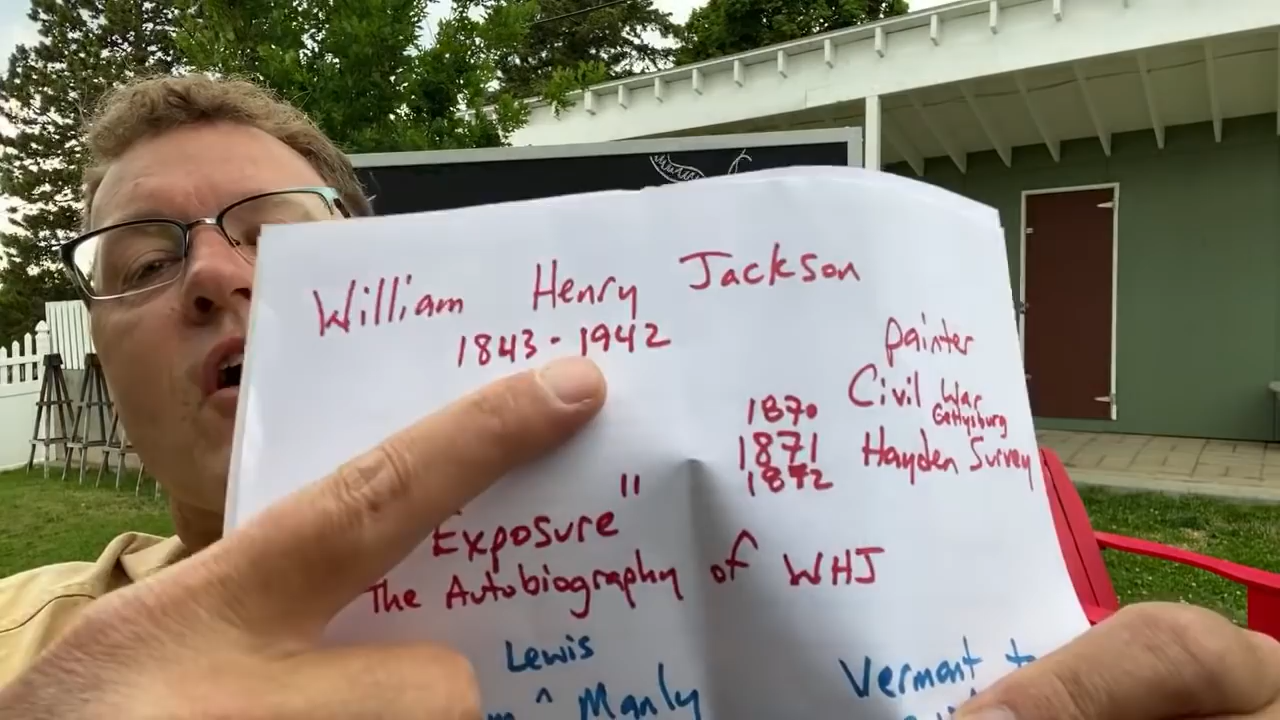 William Henry Jackson
1843-1942
painter
Civil War
Gettysburg
1870
1871 Hayden Survey
1872
"
Exposure
The Autobiography of WHJ
Lewis
^ Manly
Vermont to